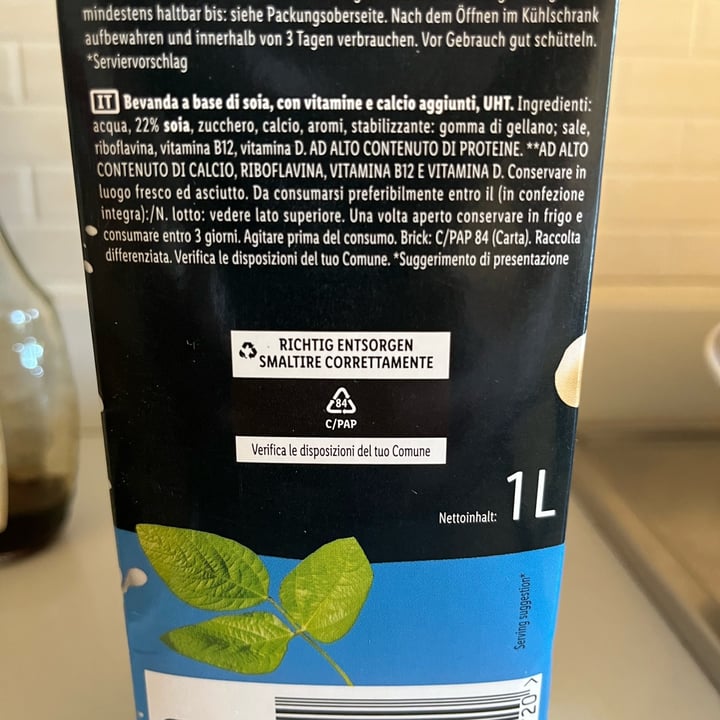 mindestens haltbar bis: siehe Packungsoberseite. Nach dem Öffnen im Kühlschrank
aufbewahren und innerhalb von 3 Tagen verbrauchen. Vor Gebrauch gut schütteln.
*Serviervorschlag
IT Bevanda a base di soia, con vitamine e calcio aggiunti, UHT. Ingredienti:
acqua, 22% soia, zucchero, calcio, aromi, stabilizzante: gomma di gellano; sale,
riboflavina, vitamina B12, vitamina D. AD ALTO CONTENUTO DI PROTEINE. **AD ALTO
CONTENUTO DI CALCIO, RIBOFLAVINA, VITAMINA B12 E VITAMINA D. Conservare in
luogo fresco ed asciutto. Da consumarsi preferibilmente entro il (in confezione
integra):/N. lotto: vedere lato superiore. Una volta aperto conservare in frigo e
consumare entro 3 giorni. Agitare prima del consumo. Brick: C/PAP 84 (Carta). Raccolta
differenziata. Verifica le disposizioni del tuo Comune. *Suggerimento di presentazione
RICHTIG ENTSORGEN
SMALTIRE CORRETTAMENTE
84
C/PAP
Verifica le disposizioni del tuo Comune
Nettoinhalt: 1L
Serving suggestion*